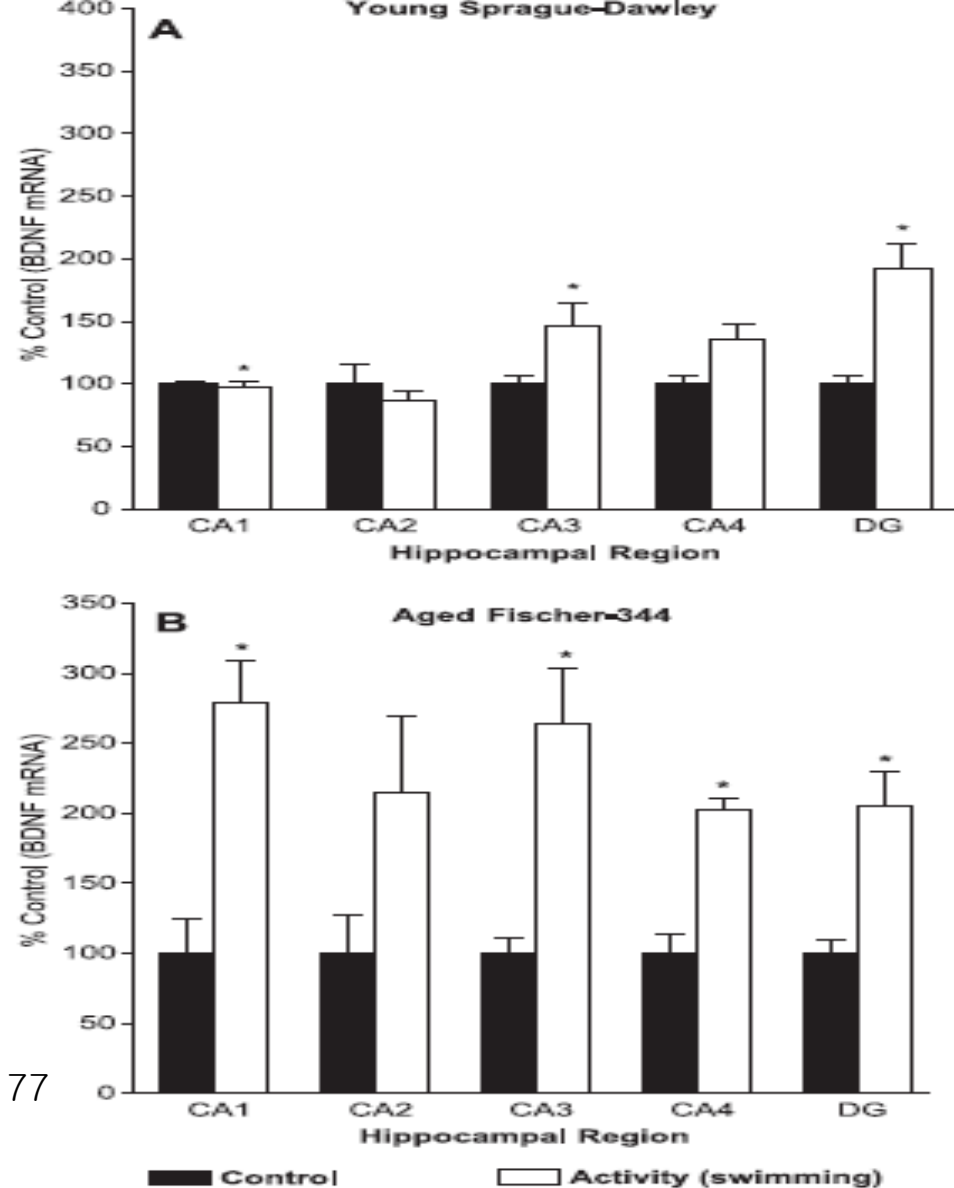 Young Sprague-Dawley
A
% Control (BDNF mRNA)
400
350
300
250
200
150
100
50
0
*
*
*
CA1 CA2 CA3 CA4 DG
Hippocampal Region
Aged Fischer-344
B
% Control (BDNF mRNA)
350
300
250
200
150
100
50
0
*
*
*
*
CA1 CA2 CA3 CA4 DG
Hippocampal Region
77
Control Activity (swimming)